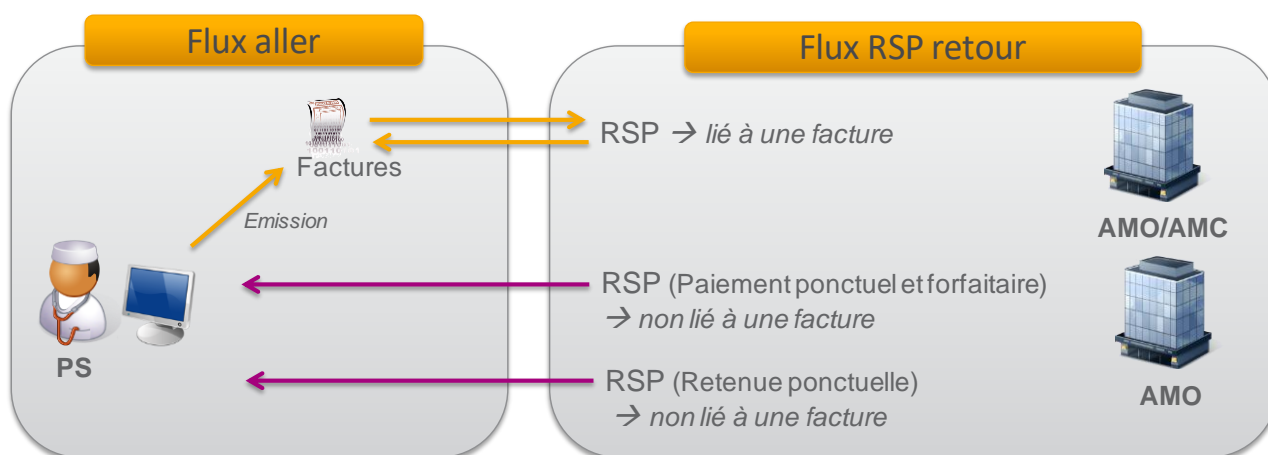 Flux aller
Flux RSP retour
Factures
Emission
PS
RSP → lié à une facture
AMO/AMC
RSP (Paiement ponctuel et forfaitaire)
→ non lié à une facture
RSP (Retenue ponctuelle)
→ non lié à une facture
AMO